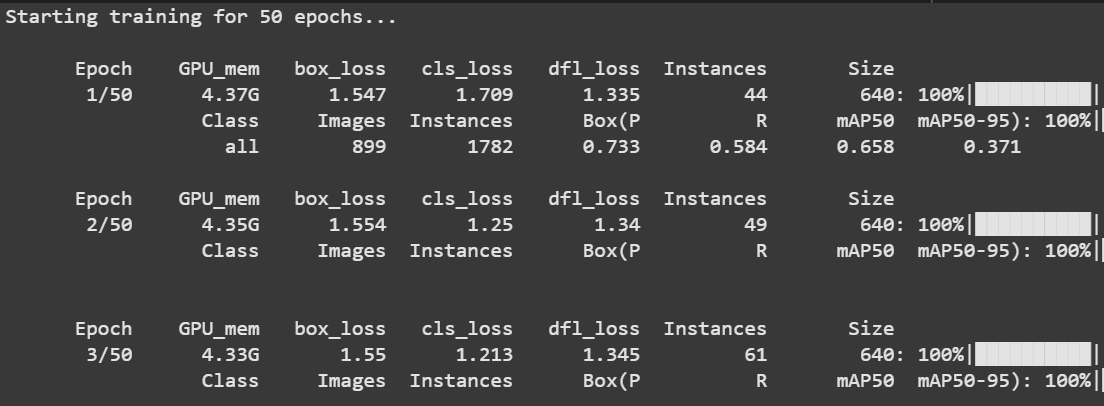 Starting training for 50 epochs...
Epoch GPU_mem box_loss cls_loss dfl_loss Instances Size
1/50 4.37G 1.547 1.709 1.335 44 640: 100%|██████████|
Class Images Instances Box(P R mAP50 mAP50-95): 100%|
all 899 1782 0.733 0.584 0.658 0.371
Epoch GPU_mem box_loss cls_loss dfl_loss Instances Size
2/50 4.35G 1.554 1.25 1.34 49 640: 100%|██████████|
Class Images Instances Box(P R mAP50 mAP50-95): 100%|
Epoch GPU_mem box_loss cls_loss dfl_loss Instances Size
3/50 4.33G 1.55 1.213 1.345 61 640: 100%|██████████|
Class Images Instances Box(P R mAP50 mAP50-95): 100%|